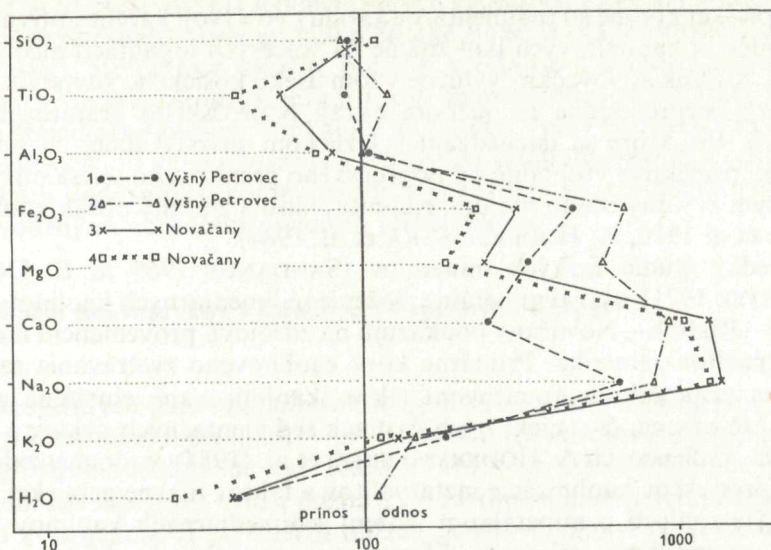 SiO₂
TiO₂
Al₂O₃
1 Vyšný Petrovec
2 Vyšný Petrovec
Fe₂O₃
3 Novačany
4 Novačany
MgO
CaO
Na₂O
K₂O
H₂O
prínos odnos
10 100 1000